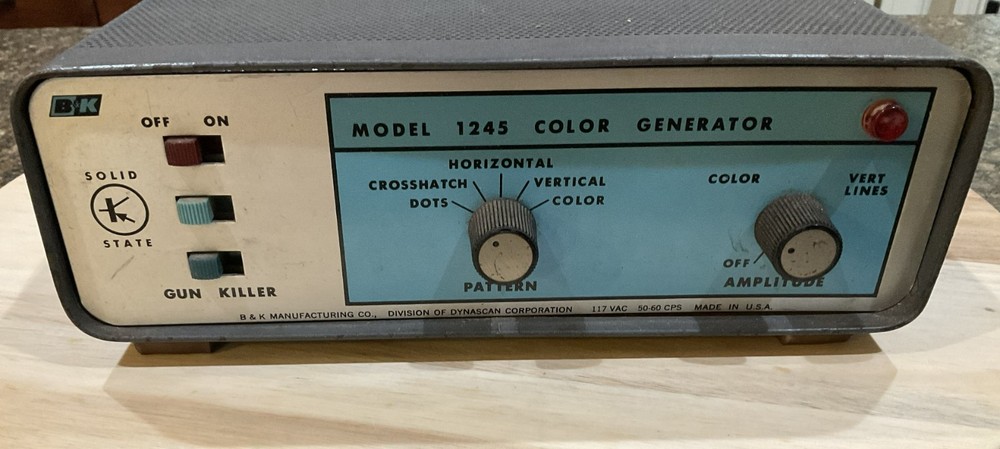 B&K
OFF ON
SOLID
STATE
GUN KILLER
MODEL 1245 COLOR GENERATOR
HORIZONTAL
CROSSHATCH
VERTICAL
DOTS
COLOR
PATTERN
COLOR
VERT
LINES
OFF
AMPLITUDE
B & K MANUFACTURING CO., DIVISION OF DYNASCAN CORPORATION 117 VAC 50-60 CPS MADE IN U.S.A.